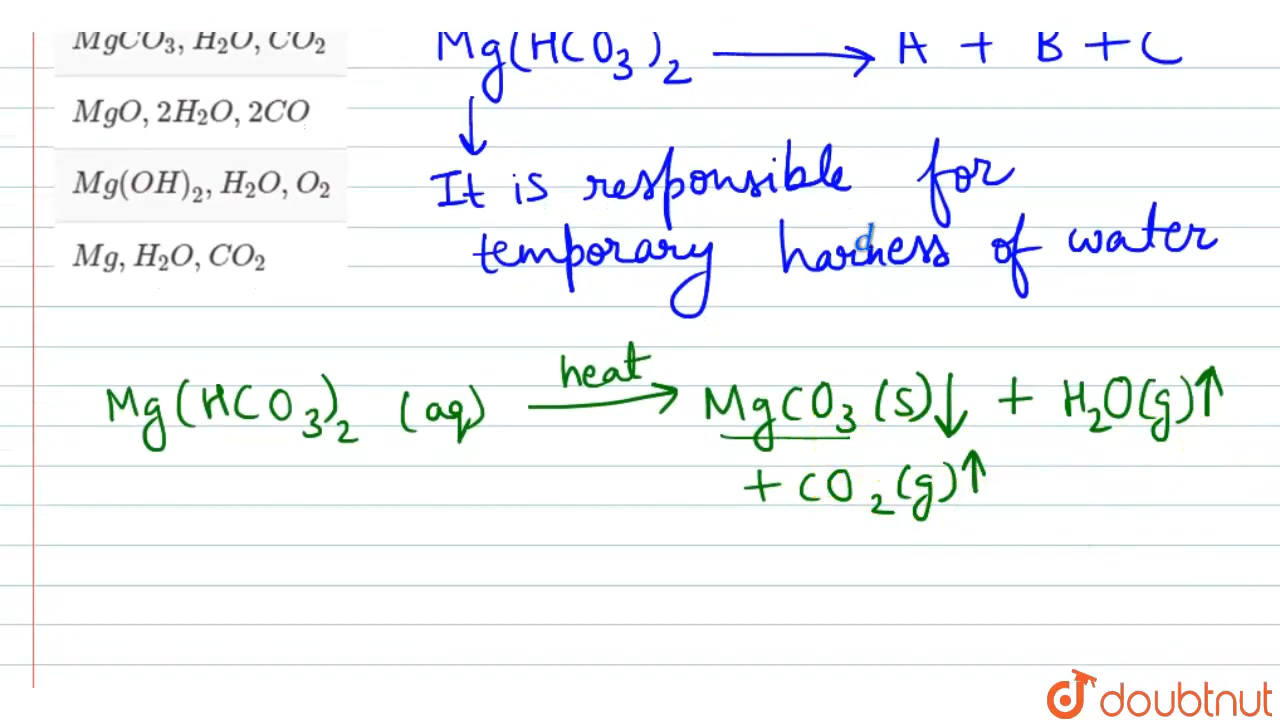 MgCO₃, H₂O, CO₂
MgO, 2H₂O, 2CO
Mg(OH)₂, H₂O, O₂
Mg, H₂O, CO₂
Mg(HCO₃)₂ ⟶ A + B + C
↓
It is responsible for
temporary hardness of water
Mg(HCO₃)₂ (aq) heat⟶ MgCO₃(s)↓ + H₂O(g)↑
+ CO₂(g)↑
doubtnut